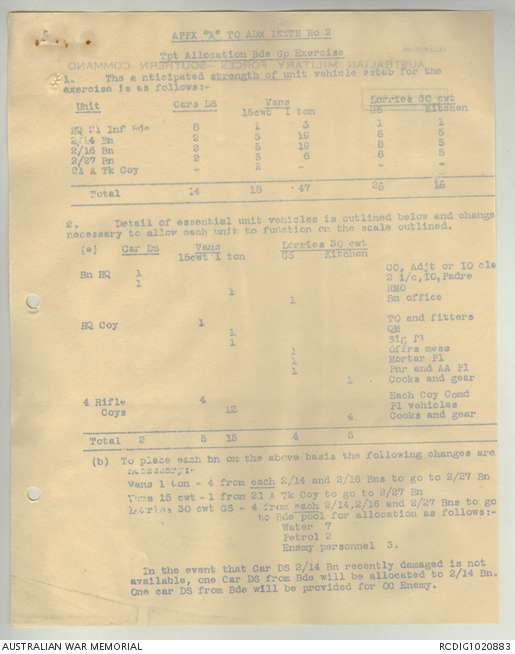 APPX "A" TO ADM INSTN No 2
Tpt Allocation Bde Gp Exercise
AUSTRALIAN MILITARY FORCES - SOUTHERN COMMAND
1. The anticipated strength of unit vehicle estab for the
exercise is as follows:-
Unit Cars DS Vans Lorries 30 cwt
15cwt 1 ton GS Kitchen
HQ 21 Inf Bde 8 1 3 1 1
2/14 Bn 2 5 19 8 5
2/16 Bn 2 5 19 8 5
2/27 Bn 2 5 6 8 5
21 A Tk Coy - 2 - - -
Total 14 18 47 25 16
2. Detail of essential unit vehicles is outlined below and change
necessary to allow each unit to function on the scale outlined.
(a) Car DS Vans Lorries 30 cwt
15cwt 1 ton GS Kitchen
Bn HQ 1 CO, Adjt or IO cle
1 2 i/c, IO, Padre
1 RMO
1 Bn office
HQ Coy 1 TO and fitters
1 QM
1 Sig Pl
1 Offrs mess
1 Mortar Pl
1 Pnr and AA Pl
1 Cooks and gear
4 Rifle 4 Each Coy Comd
Coys 12 Pl vehicles
4 Cooks and gear
Total 2 5 15 4 5
(b) To place each bn on the above basis the following changes are
necessary:-
Vans 1 ton - 4 from each 2/14 and 2/16 Bns to go to 2/27 Bn
Vans 15 cwt - 1 from 21 A Tk Coy to go to 2/27 Bn
Lorries 30 cwt GS - 4 from each 2/14,2/16 and 2/27 Bns to go
to Bde pool for allocation as follows:-
Water 7
Petrol 2
Enemy personnel 3.
In the event that Car DS 2/14 Bn recently damaged is not
available, one Car DS from Bde will be allocated to 2/14 Bn.
One car DS from Bde will be provided for OC Enemy.
AUSTRALIAN WAR MEMORIAL
RCDIG1020883